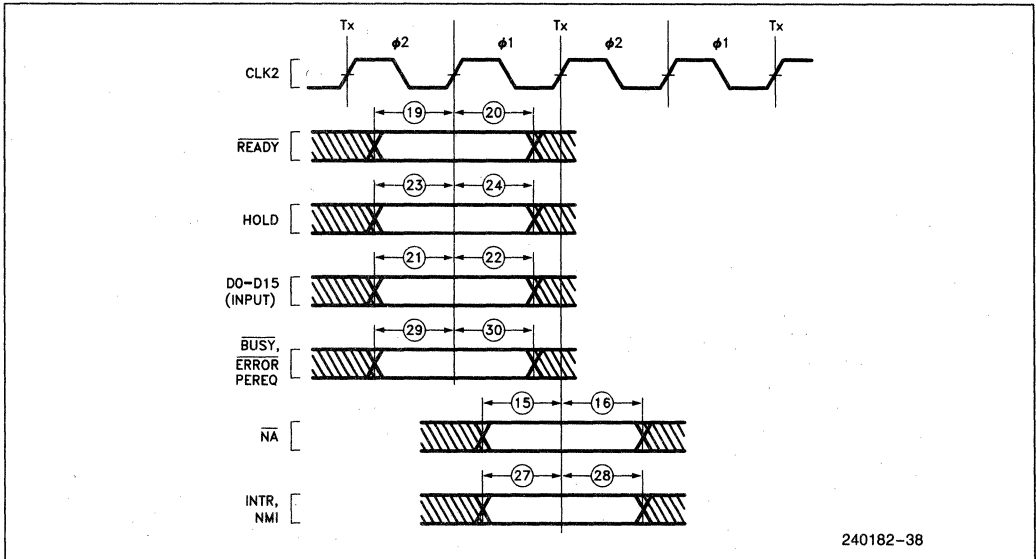 Tx Tx Tx
φ2 φ1 φ2 φ1
CLK2
19 20
READY
23 24
HOLD
21 22
D0-D15
(INPUT)
29 30
BUSY,
ERROR
PEREQ
15 16
NA
27 28
INTR,
NMI
240182-38